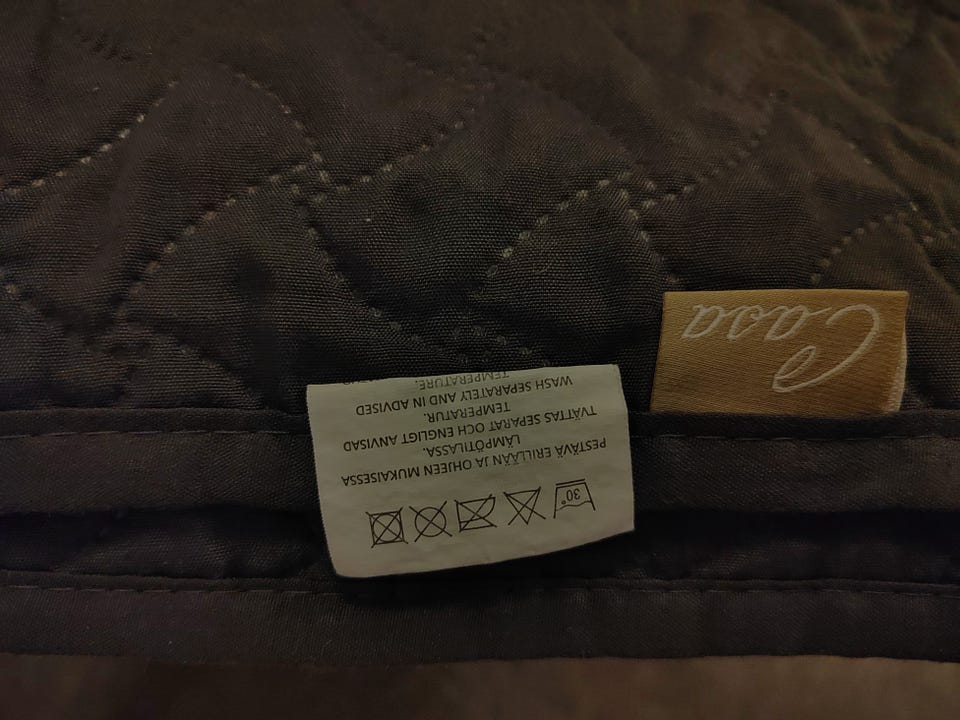 Casa
30°
PESTÄVÄ ERILLÄÄN JA OHJEEN MUKAISESSA
LÄMPÖTILASSA.
TVÄTTAS SEPARAT OCH ENGLIGT ANVISAD
TEMPERATUR.
WASH SEPARATELY AND IN ADVISED
TEMPERATURE.